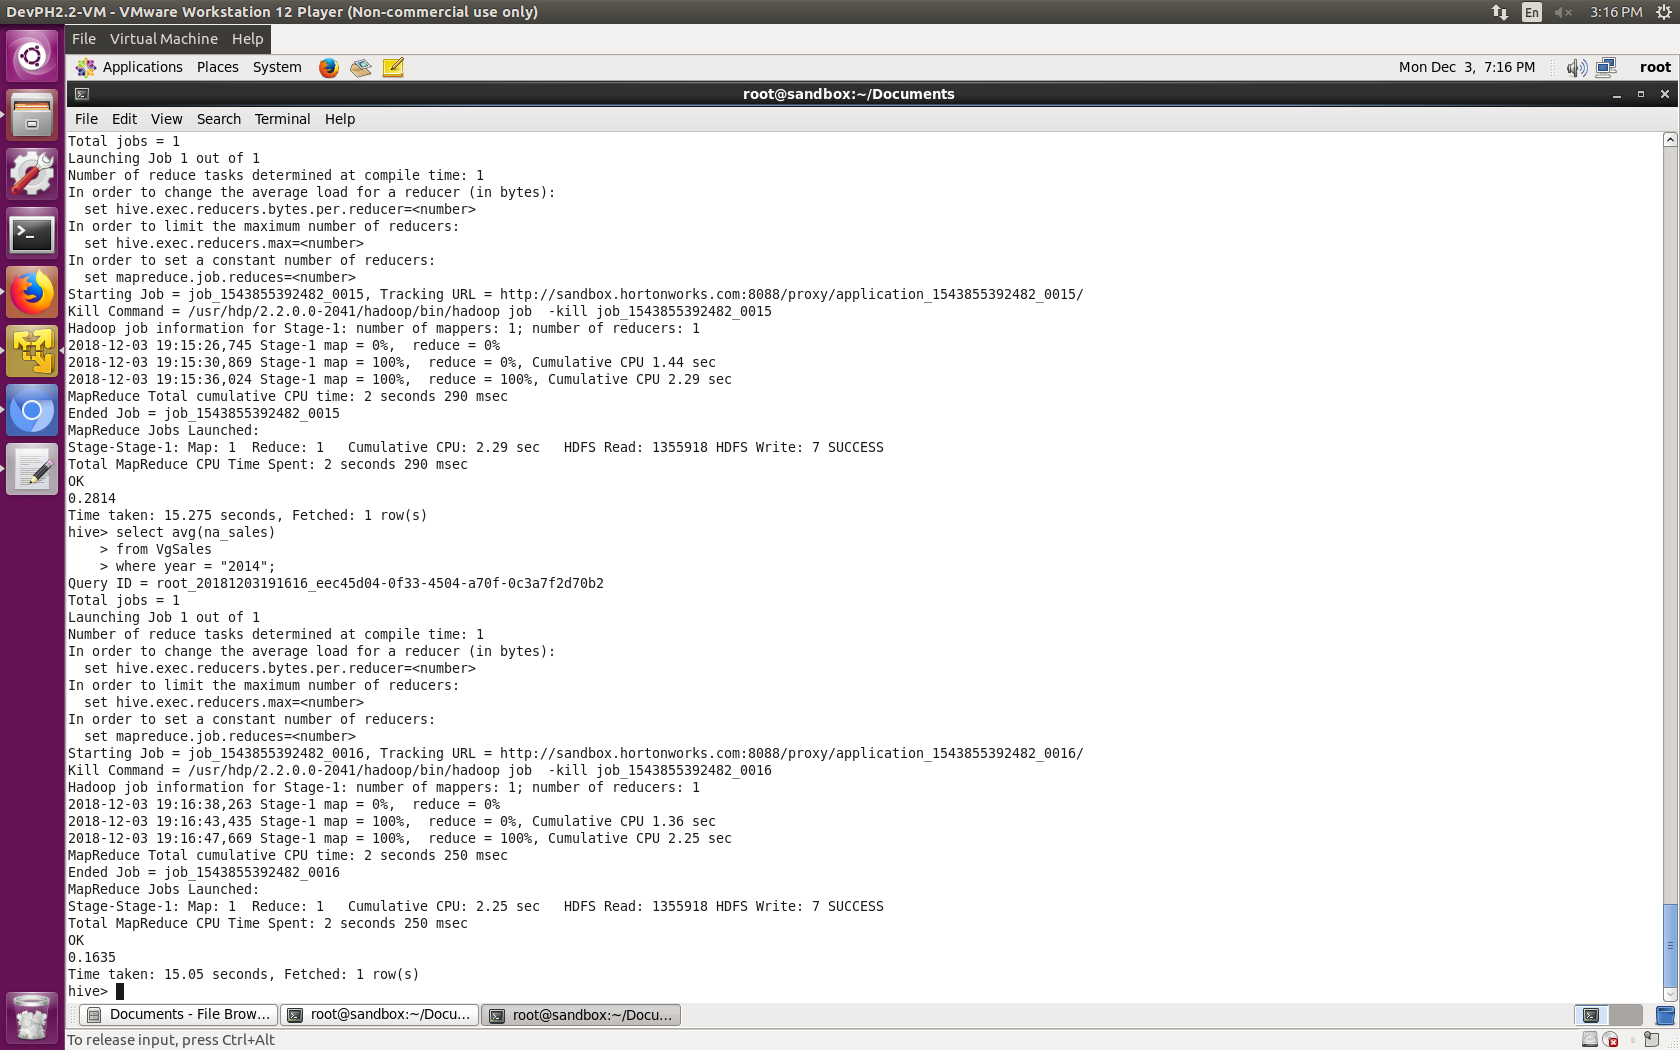 DevPH2.2-VM - VMware Workstation 12 Player (Non-commercial use only)
En
3:16 PM
File Virtual Machine Help
Applications Places System
Mon Dec 3, 7:16 PM
root
root@sandbox:~/Documents
File Edit View Search Terminal Help
Total jobs = 1
Launching Job 1 out of 1
Number of reduce tasks determined at compile time: 1
In order to change the average load for a reducer (in bytes):
  set hive.exec.reducers.bytes.per.reducer=<number>
In order to limit the maximum number of reducers:
  set hive.exec.reducers.max=<number>
In order to set a constant number of reducers:
  set mapreduce.job.reduces=<number>
Starting Job = job_1543855392482_0015, Tracking URL = http://sandbox.hortonworks.com:8088/proxy/application_1543855392482_0015/
Kill Command = /usr/hdp/2.2.0.0-2041/hadoop/bin/hadoop job  -kill job_1543855392482_0015
Hadoop job information for Stage-1: number of mappers: 1; number of reducers: 1
2018-12-03 19:15:26,745 Stage-1 map = 0%,  reduce = 0%
2018-12-03 19:15:30,869 Stage-1 map = 100%,  reduce = 0%, Cumulative CPU 1.44 sec
2018-12-03 19:15:36,024 Stage-1 map = 100%,  reduce = 100%, Cumulative CPU 2.29 sec
MapReduce Total cumulative CPU time: 2 seconds 290 msec
Ended Job = job_1543855392482_0015
MapReduce Jobs Launched:
Stage-Stage-1: Map: 1  Reduce: 1   Cumulative CPU: 2.29 sec   HDFS Read: 1355918 HDFS Write: 7 SUCCESS
Total MapReduce CPU Time Spent: 2 seconds 290 msec
OK
0.2814
Time taken: 15.275 seconds, Fetched: 1 row(s)
hive> select avg(na_sales)
    > from VgSales
    > where year = "2014";
Query ID = root_20181203191616_eec45d04-0f33-4504-a70f-0c3a7f2d70b2
Total jobs = 1
Launching Job 1 out of 1
Number of reduce tasks determined at compile time: 1
In order to change the average load for a reducer (in bytes):
  set hive.exec.reducers.bytes.per.reducer=<number>
In order to limit the maximum number of reducers:
  set hive.exec.reducers.max=<number>
In order to set a constant number of reducers:
  set mapreduce.job.reduces=<number>
Starting Job = job_1543855392482_0016, Tracking URL = http://sandbox.hortonworks.com:8088/proxy/application_1543855392482_0016/
Kill Command = /usr/hdp/2.2.0.0-2041/hadoop/bin/hadoop job  -kill job_1543855392482_0016
Hadoop job information for Stage-1: number of mappers: 1; number of reducers: 1
2018-12-03 19:16:38,263 Stage-1 map = 0%,  reduce = 0%
2018-12-03 19:16:43,435 Stage-1 map = 100%,  reduce = 0%, Cumulative CPU 1.36 sec
2018-12-03 19:16:47,669 Stage-1 map = 100%,  reduce = 100%, Cumulative CPU 2.25 sec
MapReduce Total cumulative CPU time: 2 seconds 250 msec
Ended Job = job_1543855392482_0016
MapReduce Jobs Launched:
Stage-Stage-1: Map: 1  Reduce: 1   Cumulative CPU: 2.25 sec   HDFS Read: 1355918 HDFS Write: 7 SUCCESS
Total MapReduce CPU Time Spent: 2 seconds 250 msec
OK
0.1635
Time taken: 15.05 seconds, Fetched: 1 row(s)
hive>
Documents - File Brow... root@sandbox:~/Docu... root@sandbox:~/Docu...
To release input, press Ctrl+Alt